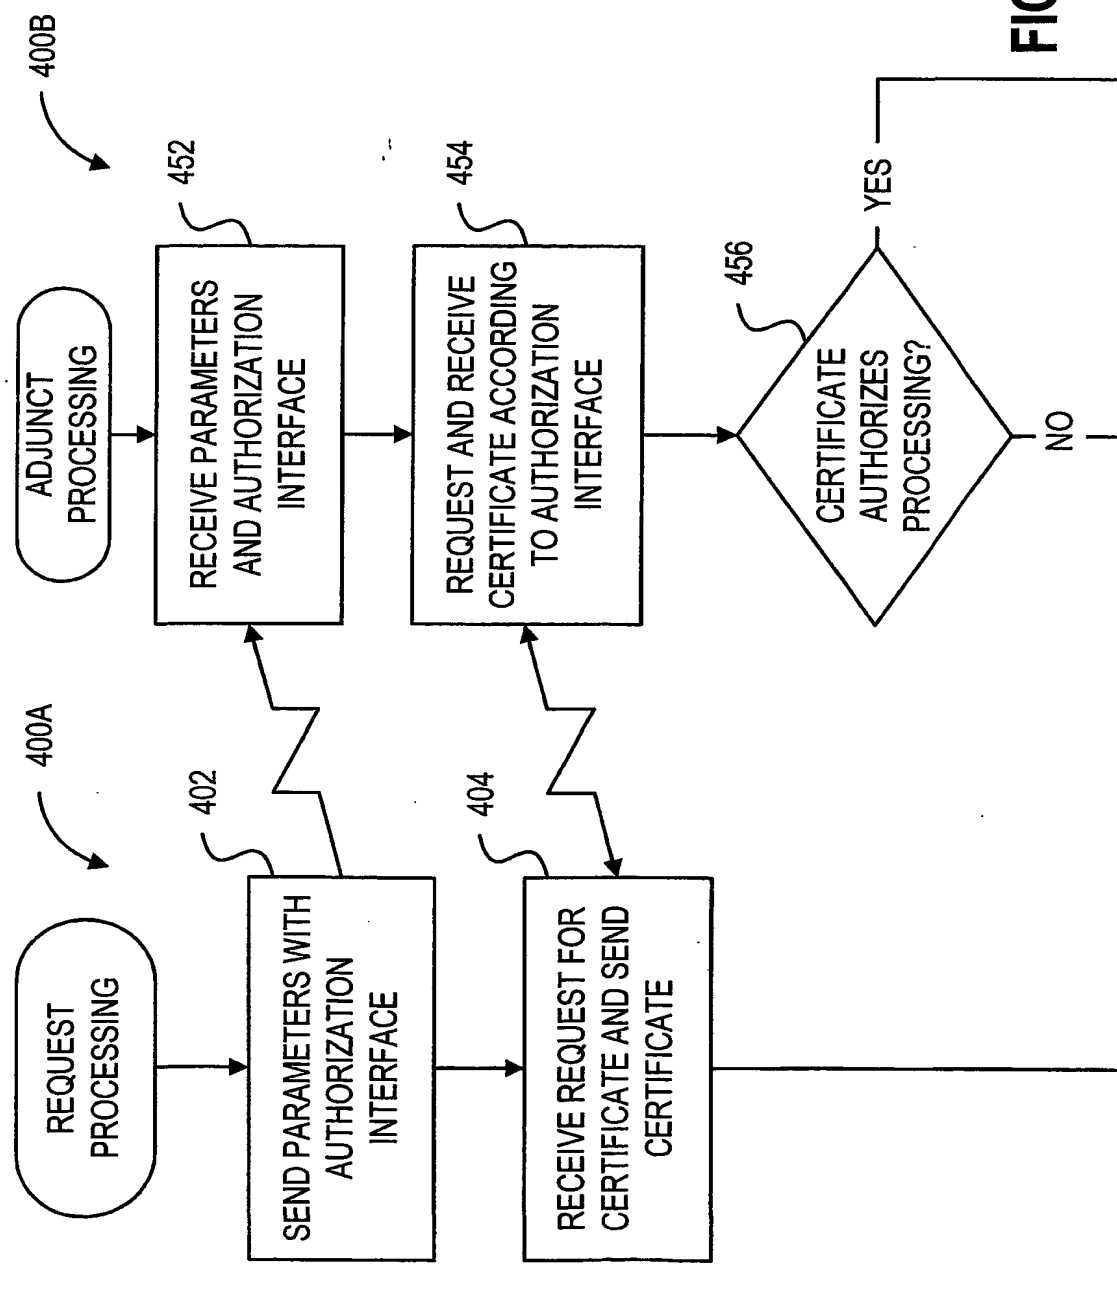 400A
REQUEST
PROCESSING
402
SEND PARAMETERS WITH
AUTHORIZATION
INTERFACE
404
RECEIVE REQUEST FOR
CERTIFICATE AND SEND
CERTIFICATE
400B
ADJUNCT
PROCESSING
452
RECEIVE PARAMETERS
AND AUTHORIZATION
INTERFACE
454
REQUEST AND RECEIVE
CERTIFICATE ACCORDING
TO AUTHORIZATION
INTERFACE
456
CERTIFICATE
AUTHORIZES
PROCESSING?
YES
NO